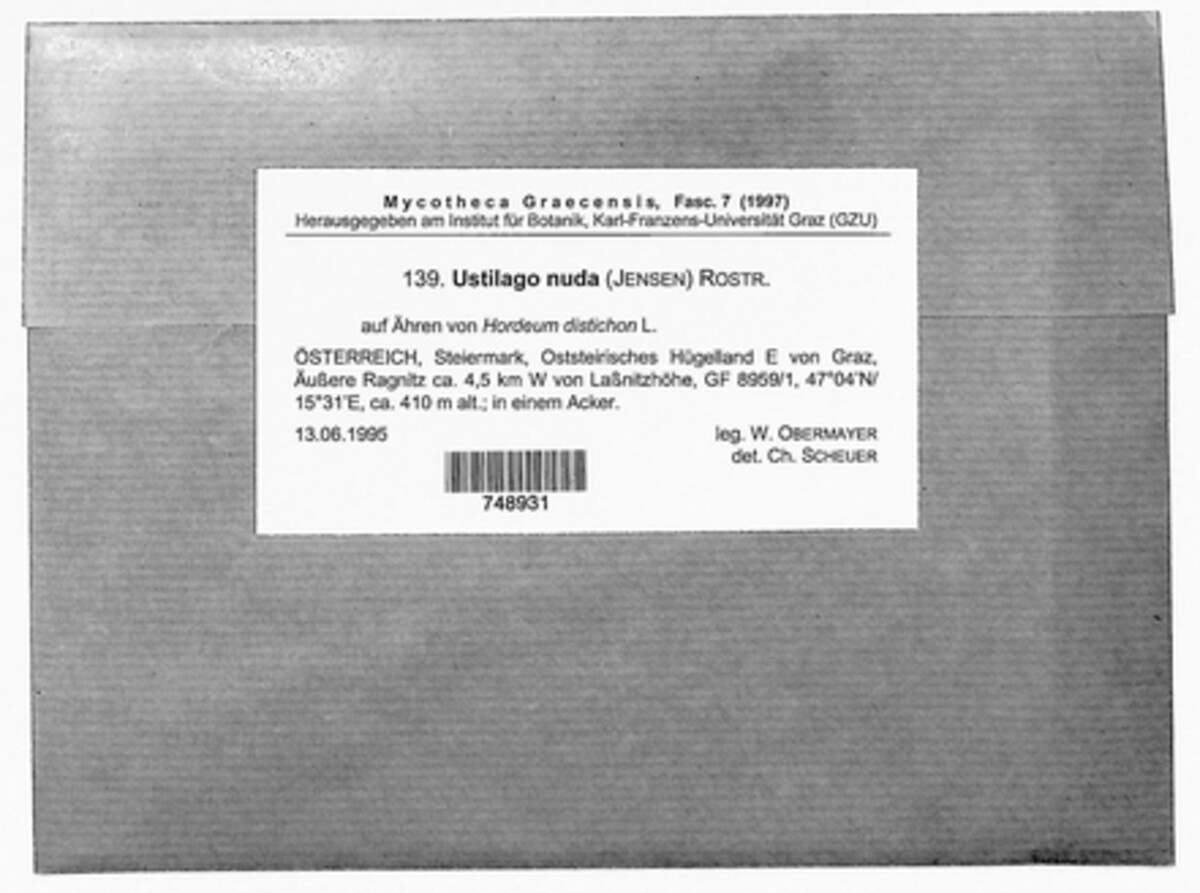 Mycotheca Graecensis, Fasc. 7 (1997)
Herausgegeben am Institut für Botanik, Karl-Franzens-Universität Graz (GZU)
139. Ustilago nuda (JENSEN) ROSTR.
auf Ähren von Hordeum distichon L.
ÖSTERREICH, Steiermark, Oststeirisches Hügelland E von Graz,
Äußere Ragnitz ca. 4,5 km W von Laßnitzhöhe, GF 8959/1, 47°04'N/
15°31'E, ca. 410 m alt.; in einem Acker.
13.06.1995 leg. W. OBERMAYER
det. Ch. SCHEUER
748931